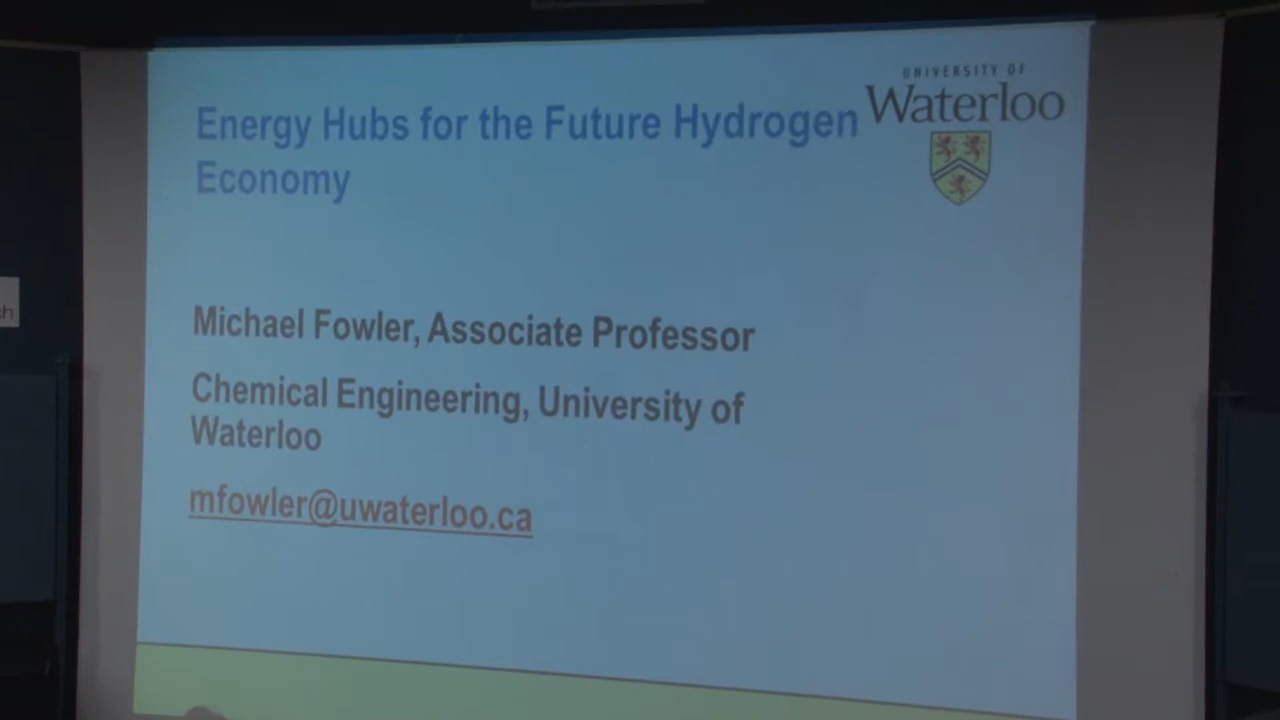 UNIVERSITY OF
Waterloo
Energy Hubs for the Future Hydrogen
Economy
Michael Fowler, Associate Professor
Chemical Engineering, University of
Waterloo
mfowler@uwaterloo.ca